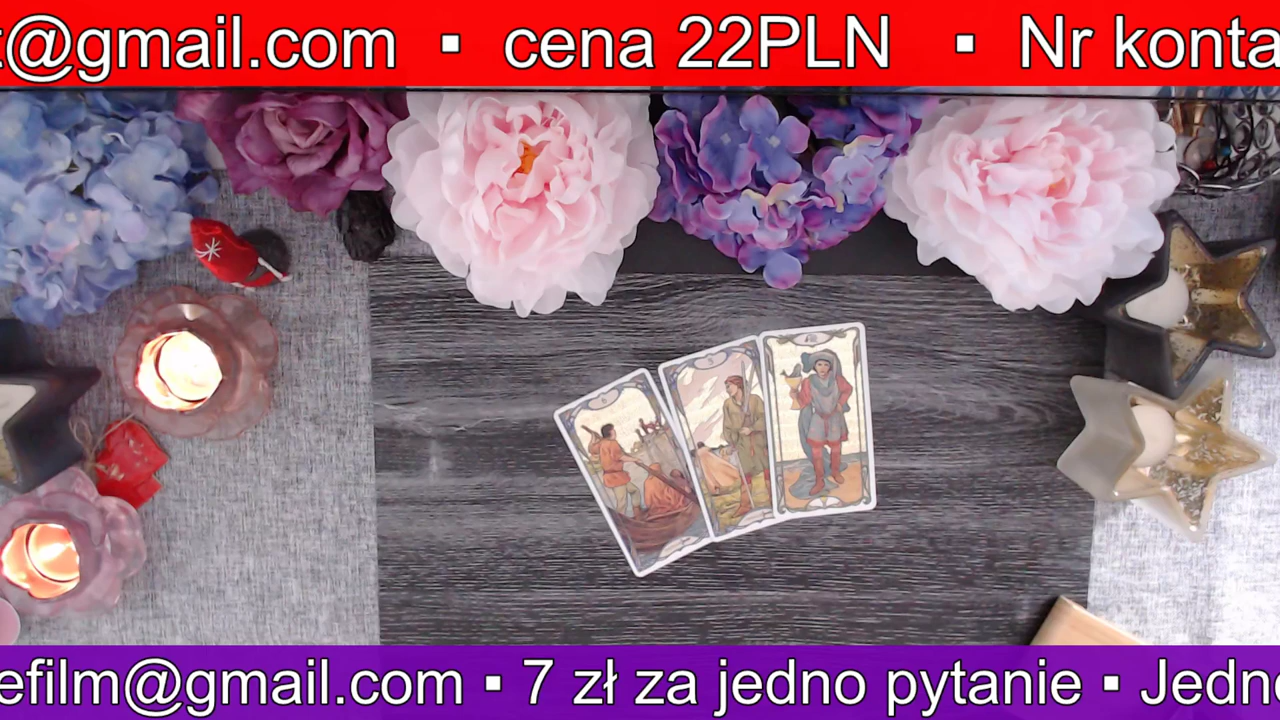 t@gmail.com ▪ cena 22PLN ▪ Nr konta
efilm@gmail.com ▪ 7 zł za jedno pytanie ▪ Jedno